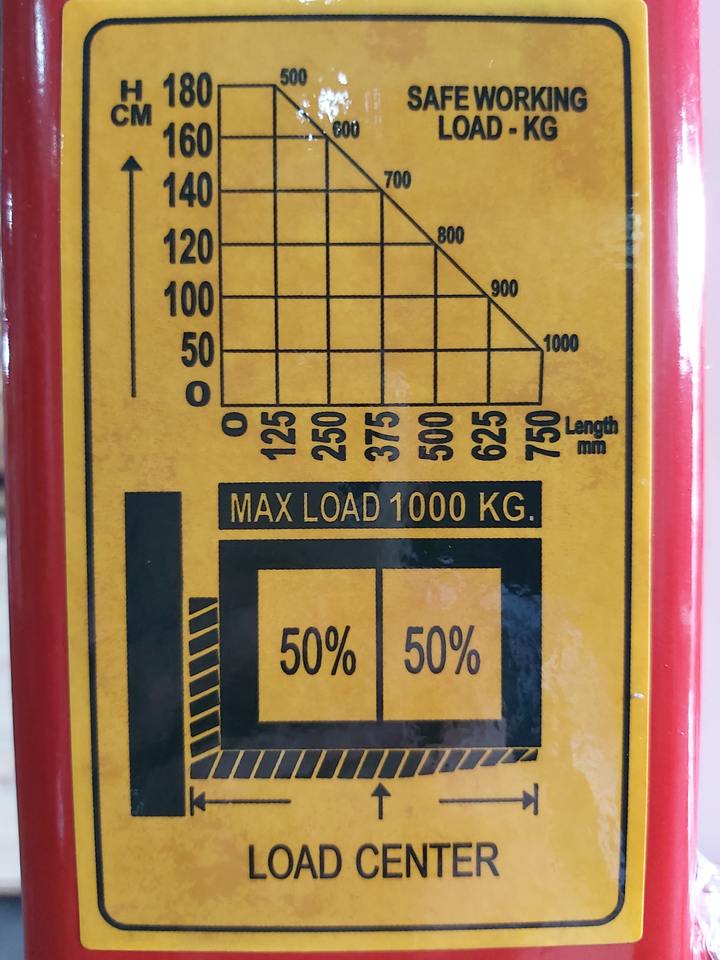 H
CM
SAFE WORKING
LOAD - KG
180
500
160
600
140
700
120
800
100
900
50
1000
0
0 125 250 375 500 625 750
Length
mm
MAX LOAD 1000 KG.
50% 50%
LOAD CENTER